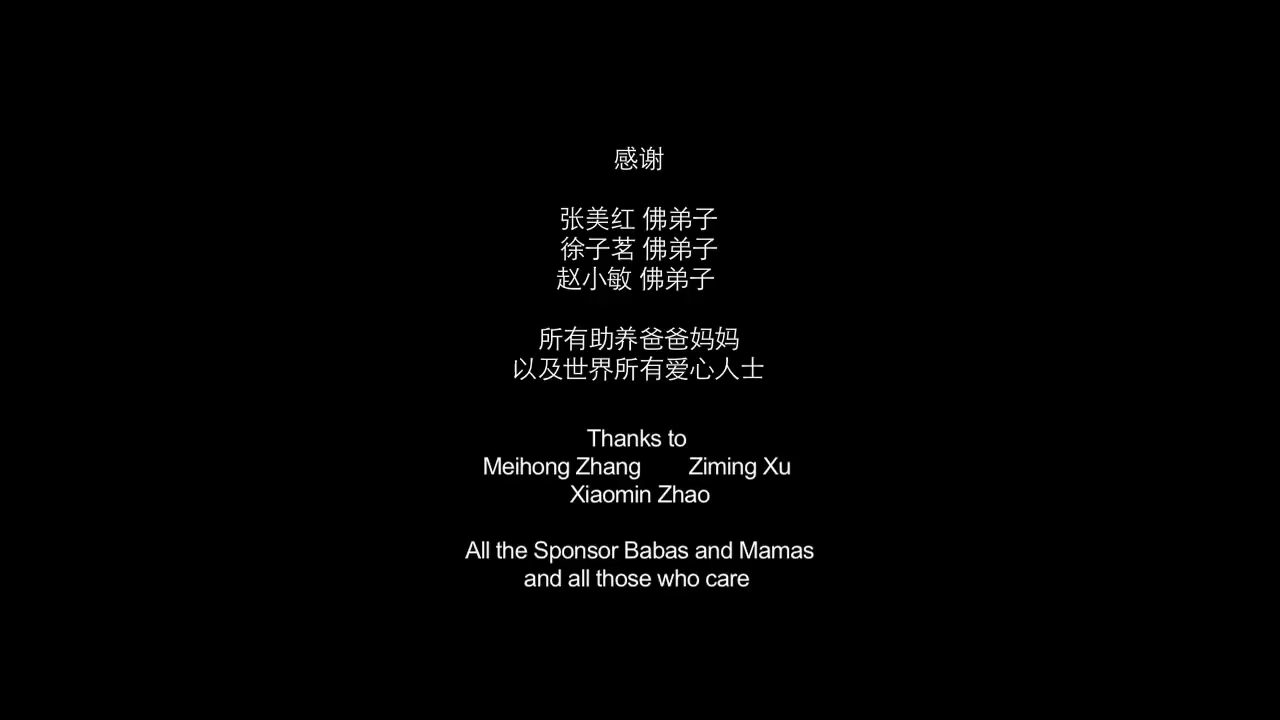 感谢
张美红 佛弟子
徐子茗 佛弟子
赵小敏 佛弟子
所有助养爸爸妈妈
以及世界所有爱心人士
Thanks to
Meihong Zhang Ziming Xu
Xiaomin Zhao
All the Sponsor Babas and Mamas
and all those who care